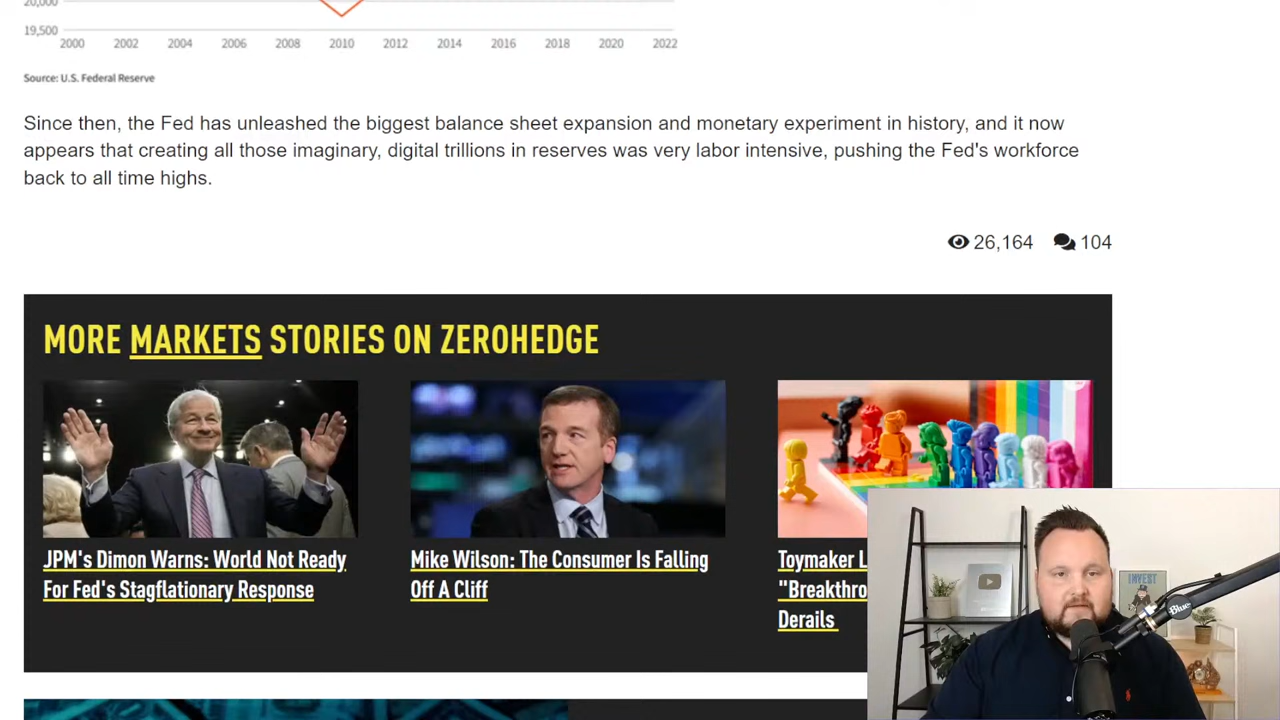 20,000
19,500
2000 2002 2004 2006 2008 2010 2012 2014 2016 2018 2020 2022
Source: U.S. Federal Reserve
Since then, the Fed has unleashed the biggest balance sheet expansion and monetary experiment in history, and it now
appears that creating all those imaginary, digital trillions in reserves was very labor intensive, pushing the Fed's workforce
back to all time highs.
26,164 104
MORE MARKETS STORIES ON ZEROHEDGE
JPM's Dimon Warns: World Not Ready
For Fed's Stagflationary Response
Mike Wilson: The Consumer Is Falling
Off A Cliff
Toymaker L
"Breakthro
Derails
INVEST
Blue